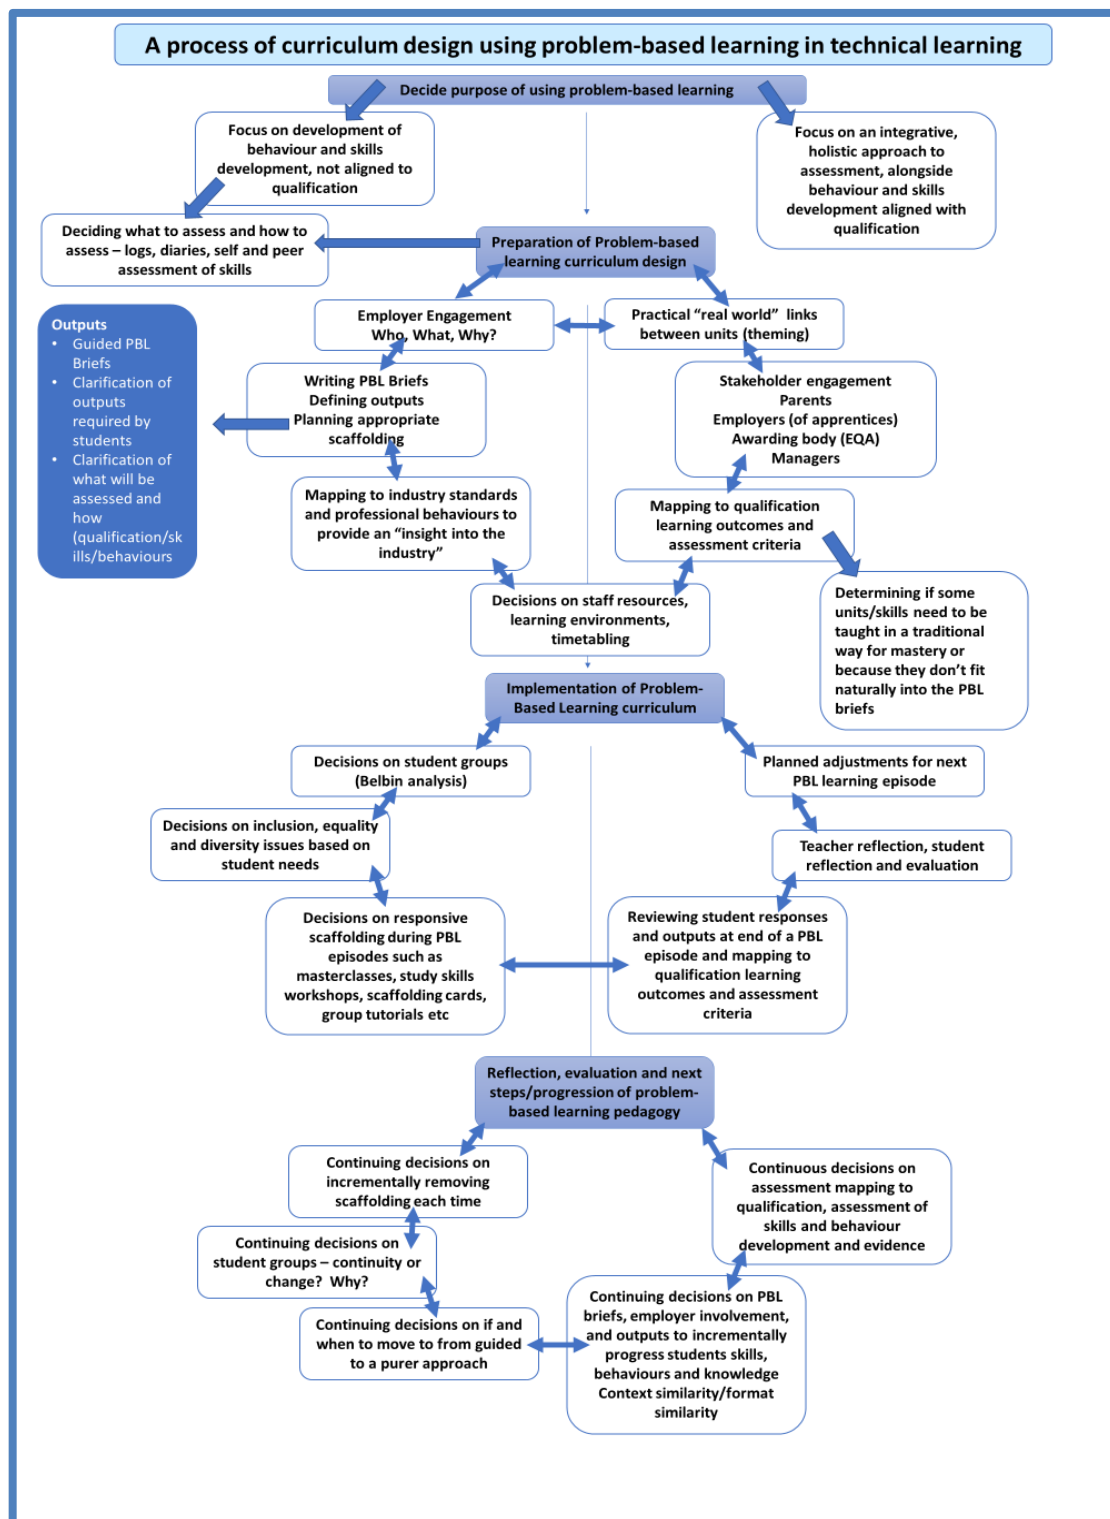 A process of curriculum design using problem-based learning in technical learning
Decide purpose of using problem-based learning
Focus on development of
behaviour and skills
development, not aligned to
qualification
Focus on an integrative,
holistic approach to
assessment, alongside
behaviour and skills
development aligned with
qualification
Deciding what to assess and how to
assess – logs, diaries, self and peer
assessment of skills
Preparation of Problem-based
learning curriculum design
Outputs
• Guided PBL
Briefs
• Clarification of
outputs
required by
students
• Clarification of
what will be
assessed and
how
(qualification/sk
ills/behaviours
Employer Engagement
Who, What, Why?
Practical “real world”  links
between units (theming)
Writing PBL Briefs
Defining outputs
Planning appropriate
scaffolding
Stakeholder engagement
Parents
Employers (of apprentices)
Awarding body (EQA)
Managers
Mapping to industry standards
and professional behaviours to
provide an “insight into the
industry”
Mapping to qualification
learning outcomes and
assessment criteria
Decisions on staff resources,
learning environments,
timetabling
Determining if some
units/skills need to be
taught in a traditional
way for mastery or
because they don’t fit
naturally into the PBL
briefs
Implementation of Problem-
Based Learning curriculum
Decisions on student groups
(Belbin analysis)
Planned adjustments for next
PBL learning episode
Decisions on inclusion, equality
and diversity issues based on
student needs
Teacher reflection, student
reflection and evaluation
Decisions on responsive
scaffolding during PBL
episodes such as
masterclasses, study skills
workshops, scaffolding cards,
group tutorials etc
Reviewing student responses
and outputs at end of a PBL
episode and mapping to
qualification learning
outcomes and assessment
criteria
Reflection, evaluation and next
steps/progression of problem-
based learning pedagogy
Continuing decisions on
incrementally removing
scaffolding each time
Continuous decisions on
assessment mapping to
qualification, assessment of
skills and behaviour
development and evidence
Continuing decisions on
student groups – continuity or
change?  Why?
Continuing decisions on if and
when to move to from guided
to a purer approach
Continuing decisions on PBL
briefs, employer involvement,
and outputs to incrementally
progress students skills,
behaviours and knowledge
Context similarity/format
similarity